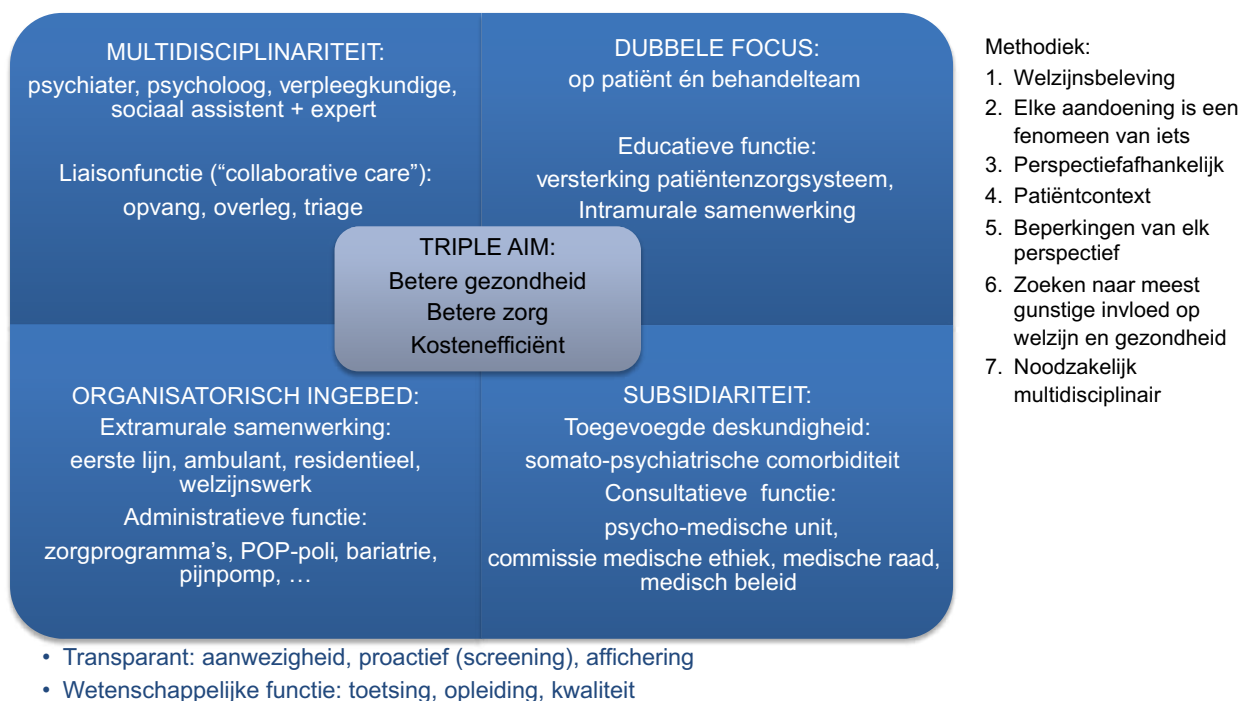 MULTIDISCIPLINARITEIT:
psychiater, psycholoog, verpleegkundige,
sociaal assistent + expert
Liaisonfunctie (“collaborative care”):
opvang, overleg, triage
DUBBELE FOCUS:
op patiënt én behandelteam
Educatieve functie:
versterking patiëntenzorgsysteem,
Intramurale samenwerking
TRIPLE AIM:
Betere gezondheid
Betere zorg
Kostenefficiënt
ORGANISATORISCH INGEBED:
Extramurale samenwerking:
eerste lijn, ambulant, residentieel,
welzijnswerk
Administratieve functie:
zorgprogramma’s, POP-poli, bariatrie,
pijnpomp, …
SUBSIDIARITEIT:
Toegevoegde deskundigheid:
somato-psychiatrische comorbiditeit
Consultatieve functie:
psycho-medische unit,
commissie medische ethiek, medische raad,
medisch beleid
Methodiek:
1. Welzijnsbeleving
2. Elke aandoening is een
fenomeen van iets
3. Perspectiefafhankelijk
4. Patiëntcontext
5. Beperkingen van elk
perspectief
6. Zoeken naar meest
gunstige invloed op
welzijn en gezondheid
7. Noodzakelijk
multidisciplinair
• Transparant: aanwezigheid, proactief (screening), affichering
• Wetenschappelijke functie: toetsing, opleiding, kwaliteit